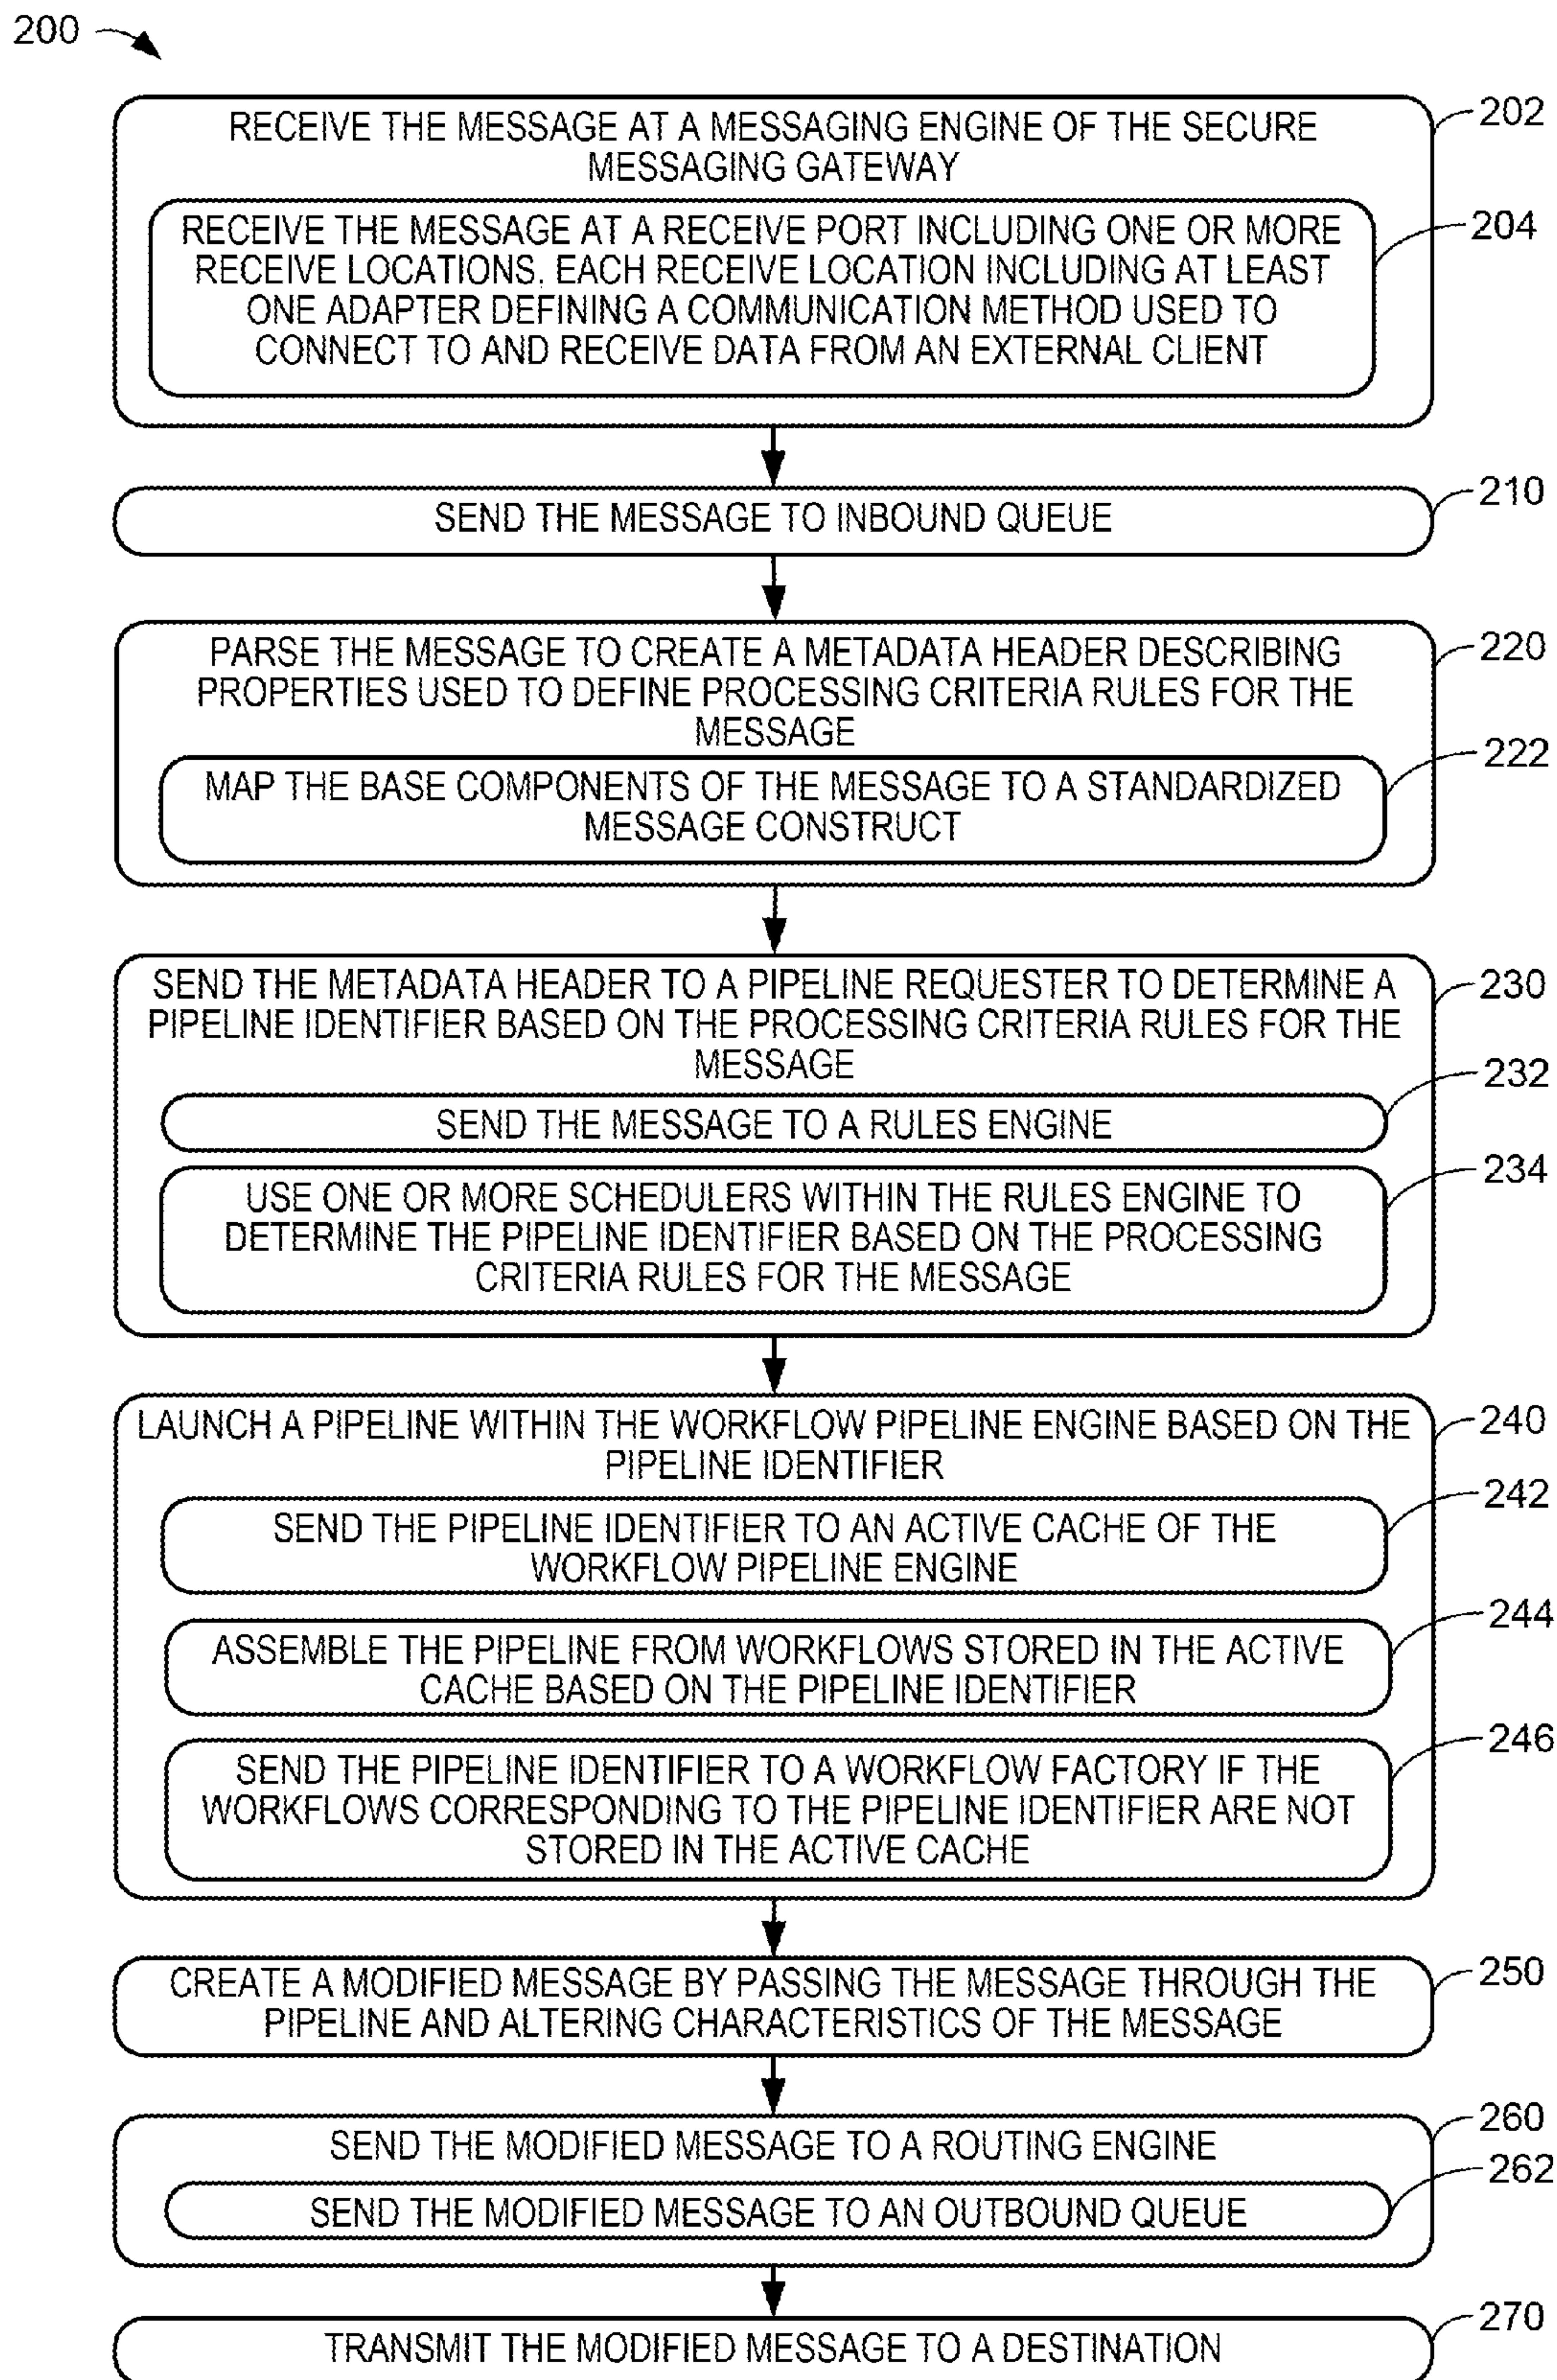 200
RECEIVE THE MESSAGE AT A MESSAGING ENGINE OF THE SECURE
MESSAGING GATEWAY
202
RECEIVE THE MESSAGE AT A RECEIVE PORT INCLUDING ONE OR MORE
RECEIVE LOCATIONS, EACH RECEIVE LOCATION INCLUDING AT LEAST
ONE ADAPTER DEFINING A COMMUNICATION METHOD USED TO
CONNECT TO AND RECEIVE DATA FROM AN EXTERNAL CLIENT
204
SEND THE MESSAGE TO INBOUND QUEUE
210
PARSE THE MESSAGE TO CREATE A METADATA HEADER DESCRIBING
PROPERTIES USED TO DEFINE PROCESSING CRITERIA RULES FOR THE
MESSAGE
220
MAP THE BASE COMPONENTS OF THE MESSAGE TO A STANDARDIZED
MESSAGE CONSTRUCT
222
SEND THE METADATA HEADER TO A PIPELINE REQUESTER TO DETERMINE A
PIPELINE IDENTIFIER BASED ON THE PROCESSING CRITERIA RULES FOR THE
MESSAGE
230
SEND THE MESSAGE TO A RULES ENGINE
232
USE ONE OR MORE SCHEDULERS WITHIN THE RULES ENGINE TO
DETERMINE THE PIPELINE IDENTIFIER BASED ON THE PROCESSING
CRITERIA RULES FOR THE MESSAGE
234
LAUNCH A PIPELINE WITHIN THE WORKFLOW PIPELINE ENGINE BASED ON THE
PIPELINE IDENTIFIER
240
SEND THE PIPELINE IDENTIFIER TO AN ACTIVE CACHE OF THE
WORKFLOW PIPELINE ENGINE
242
ASSEMBLE THE PIPELINE FROM WORKFLOWS STORED IN THE ACTIVE
CACHE BASED ON THE PIPELINE IDENTIFIER
244
SEND THE PIPELINE IDENTIFIER TO A WORKFLOW FACTORY IF THE
WORKFLOWS CORRESPONDING TO THE PIPELINE IDENTIFIER ARE NOT
STORED IN THE ACTIVE CACHE
246
CREATE A MODIFIED MESSAGE BY PASSING THE MESSAGE THROUGH THE
PIPELINE AND ALTERING CHARACTERISTICS OF THE MESSAGE
250
SEND THE MODIFIED MESSAGE TO A ROUTING ENGINE
260
SEND THE MODIFIED MESSAGE TO AN OUTBOUND QUEUE
262
TRANSMIT THE MODIFIED MESSAGE TO A DESTINATION
270